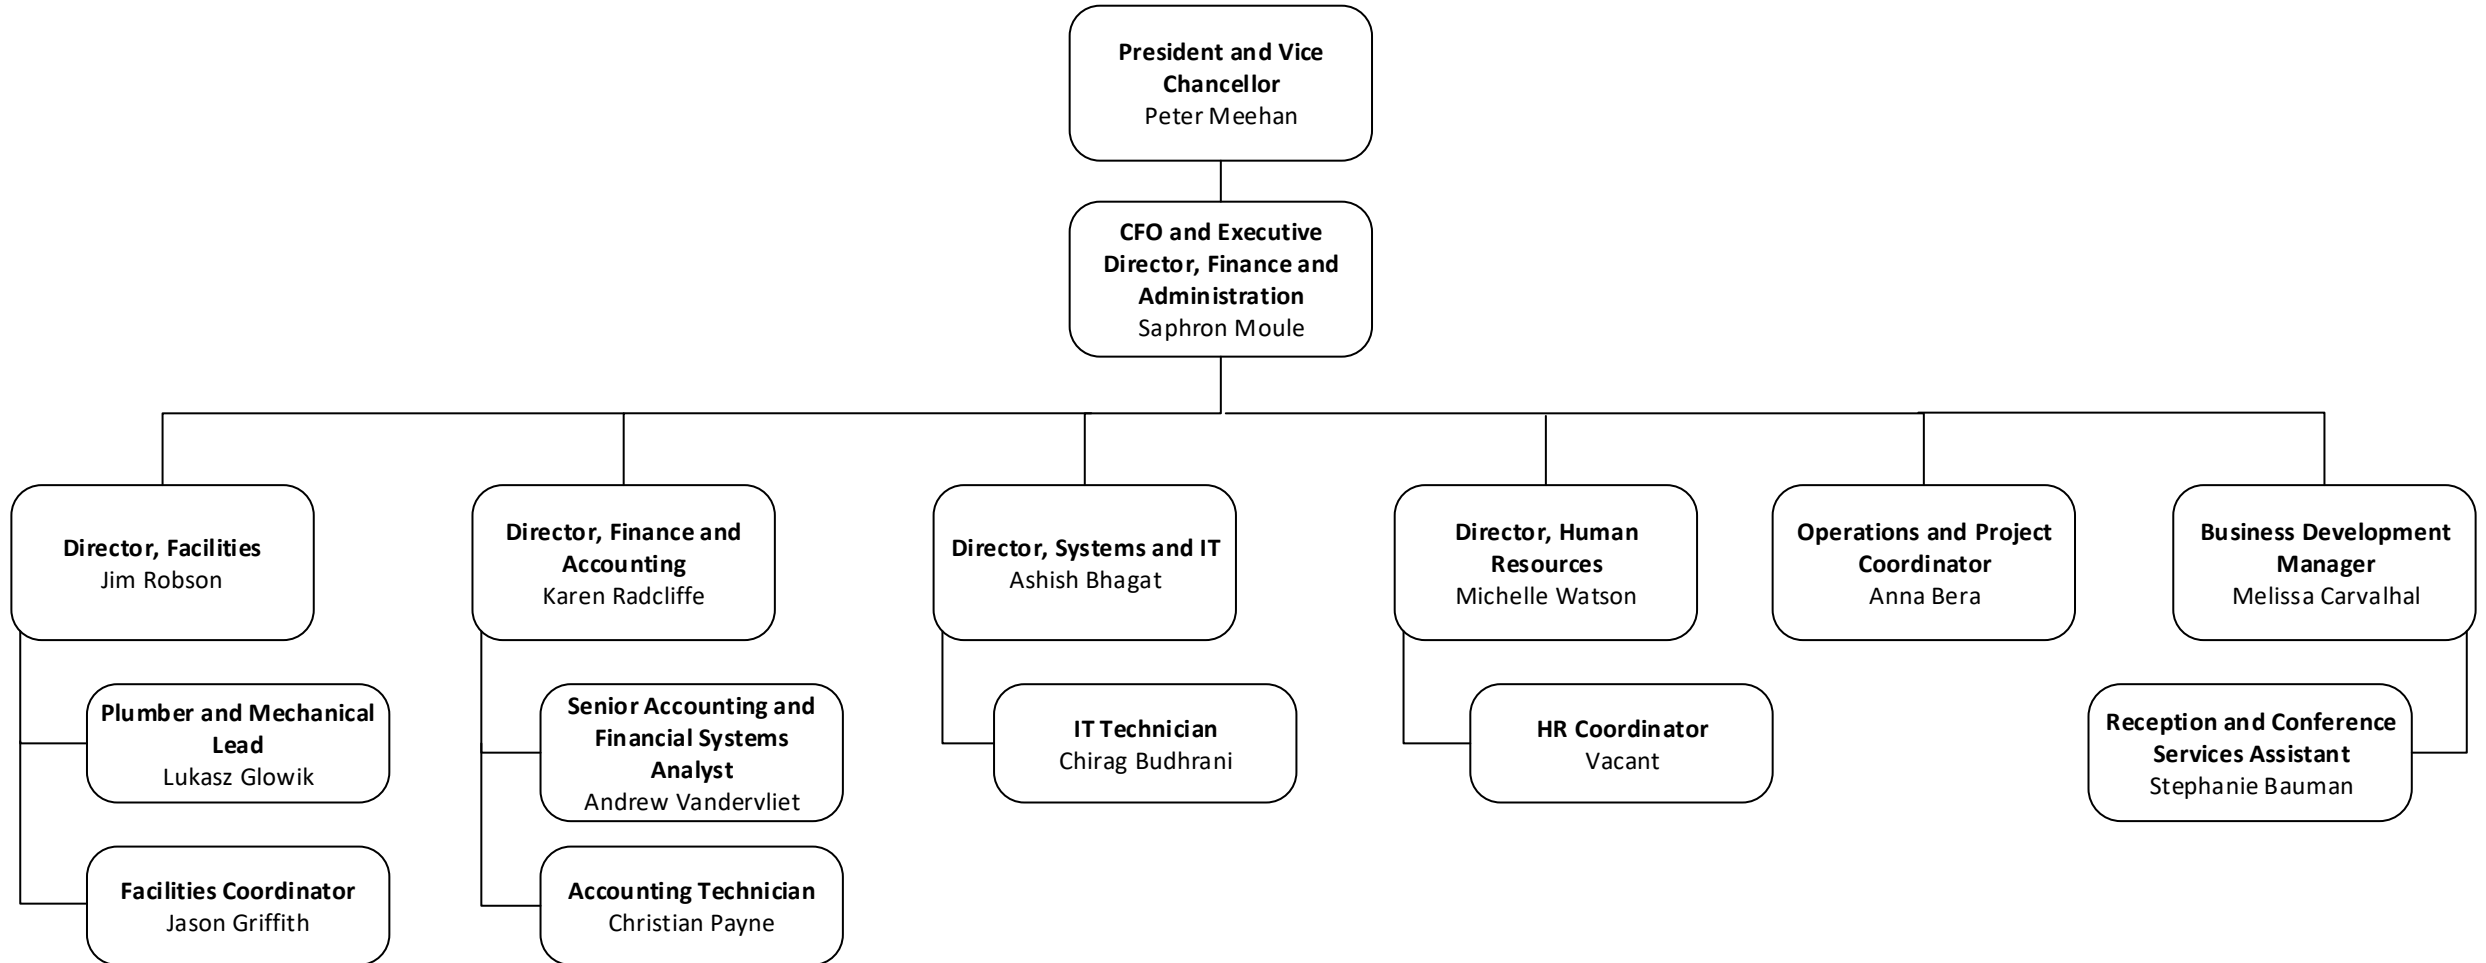 President and Vice
Chancellor
Peter Meehan
CFO and Executive
Director, Finance and
Administration
Saphron Moule
Director, Facilities
Jim Robson
Director, Finance and
Accounting
Karen Radcliffe
Director, Systems and IT
Ashish Bhagat
Director, Human
Resources
Michelle Watson
Operations and Project
Coordinator
Anna Bera
Business Development
Manager
Melissa Carvalhal
Plumber and Mechanical
Lead
Lukasz Glowik
Senior Accounting and
Financial Systems
Analyst
Andrew Vandervliet
IT Technician
Chirag Budhrani
HR Coordinator
Vacant
Reception and Conference
Services Assistant
Stephanie Bauman
Facilities Coordinator
Jason Griffith
Accounting Technician
Christian Payne